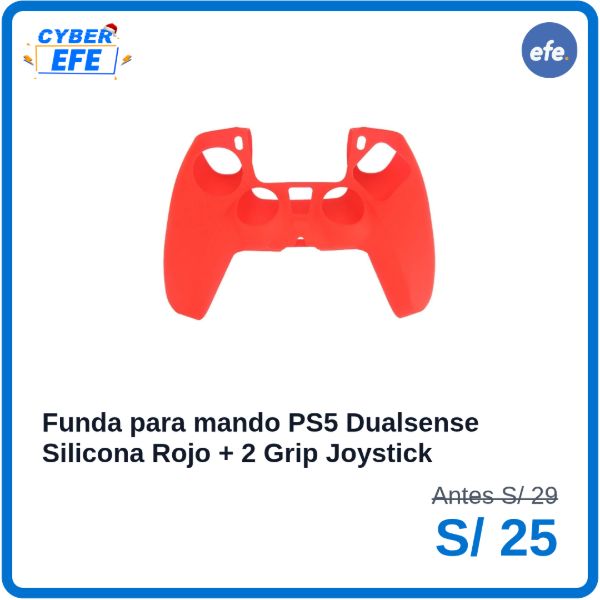 CYBER
EFE
efe.
Funda para mando PS5 Dualsense
Silicona Rojo + 2 Grip Joystick
Antes S/ 29
S/ 25